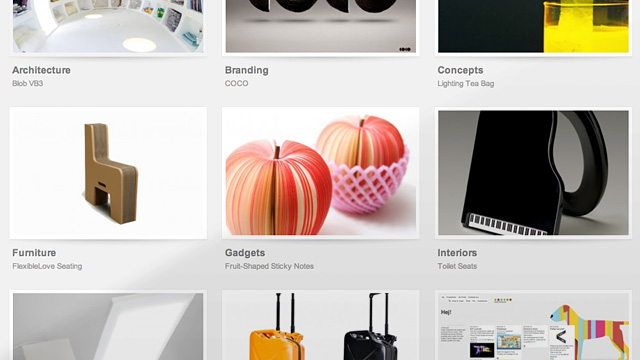 Architecture
Blob VB3
Branding
COCO
Concepts
Lighting Tea Bag
Furniture
FlexibleLove Seating
Gadgets
Fruit-Shaped Sticky Notes
Interiors
Toilet Seats
Hej!